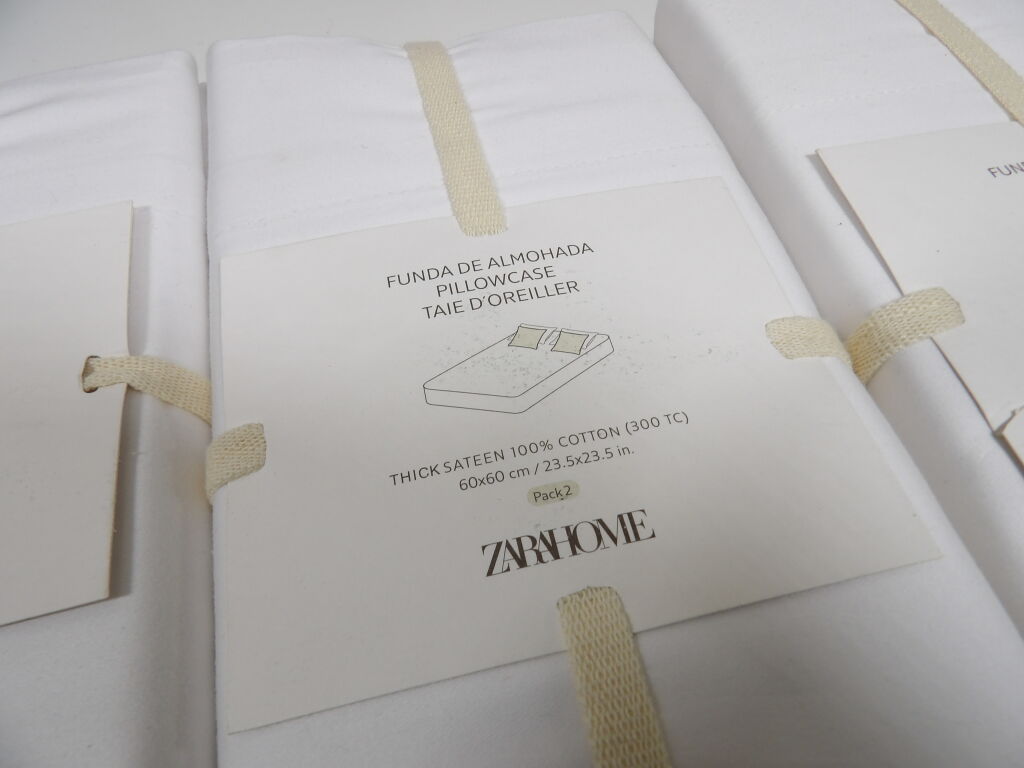 FUNDA DE ALMOHADA
PILLOWCASE
TAIE D'OREILLER
THICK SATEEN 100% COTTON (300 TC)
60x60 cm / 23.5x23.5 in.
Pack 2
ZARAHOME